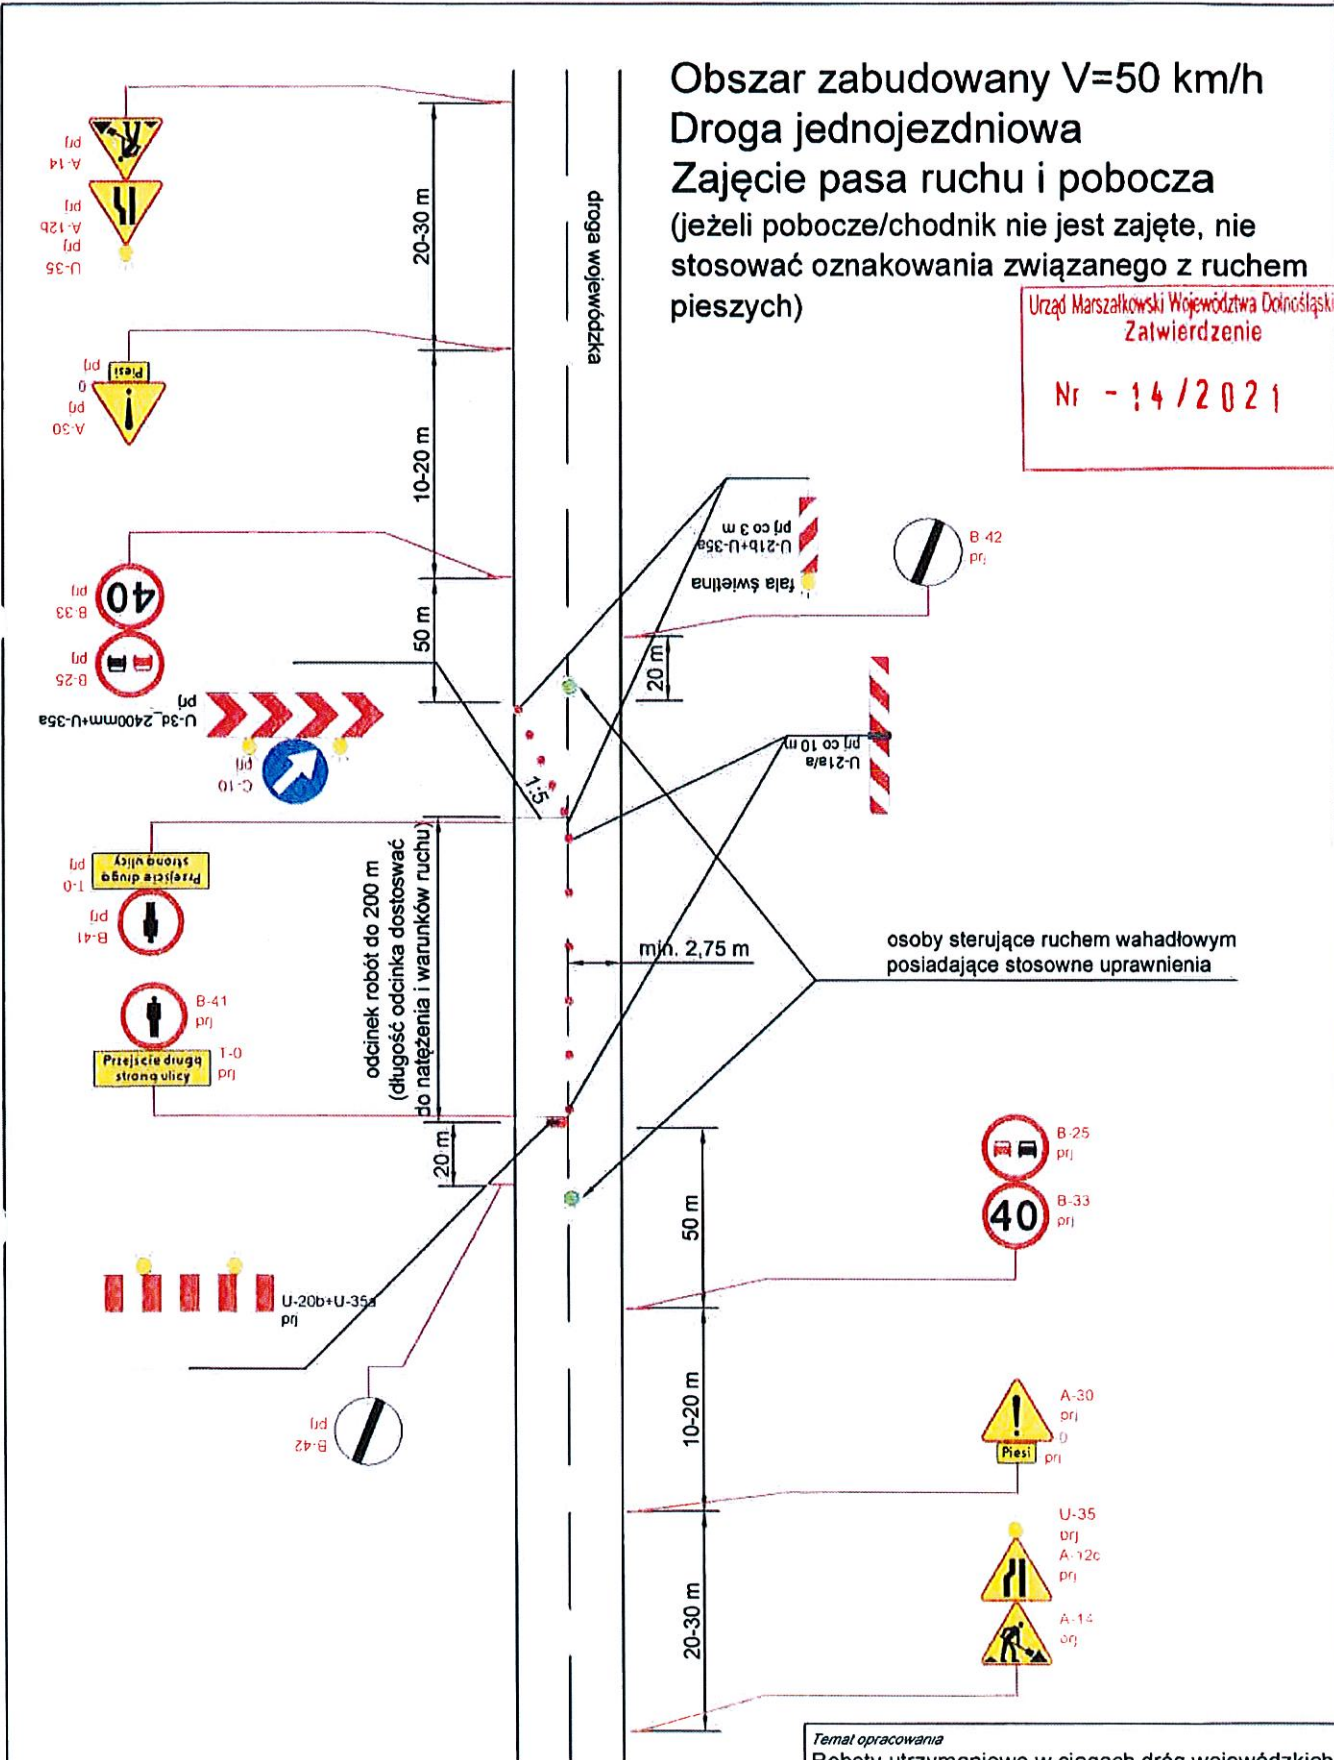 Obszar zabudowany V=50 km/h
Droga jednojezdniowa
Zajęcie pasa ruchu i pobocza
(jeżeli pobocze/chodnik nie jest zajęte, nie
stosować oznakowania związanego z ruchem
pieszych)
Urząd Marszałkowski Województwa Dolnośląski
Zatwierdzenie
Nr - 14/2021
A-14
prj
A-12b
prj
U-35
prj
20-30 m
droga wojewódzka
Piesi
0
prj
A-30
prj
10-20 m
40
B-33
prj
B-25
prj
50 m
U-3d_2400mm+U-35a
prj
C-10
prj
1:5
fala świetlna
U-21b+U-35a
prj co 3 m
B-42
prj
20 m
U-21a/a
prj co 10 m
Przejście drugą
stroną ulicy
T-0
prj
B-41
prj
B-41
prj
Przejście drugą
stroną ulicy
T-0
prj
odcinek robót do 200 m
(długość odcinka dostoswać
do natężenia i warunków ruchu)
min. 2,75 m
osoby sterujące ruchem wahadłowym
posiadające stosowne uprawnienia
20 m
U-20b+U-35a
prj
B-42
prj
B-25
prj
40
B-33
prj
50 m
A-30
prj
0
prj
Piesi
10-20 m
U-35
prj
A-12c
prj
A-14
prj
20-30 m
Temat opracowania
Roboty utrzymaniowe w ciągach dróg wojewódzkich